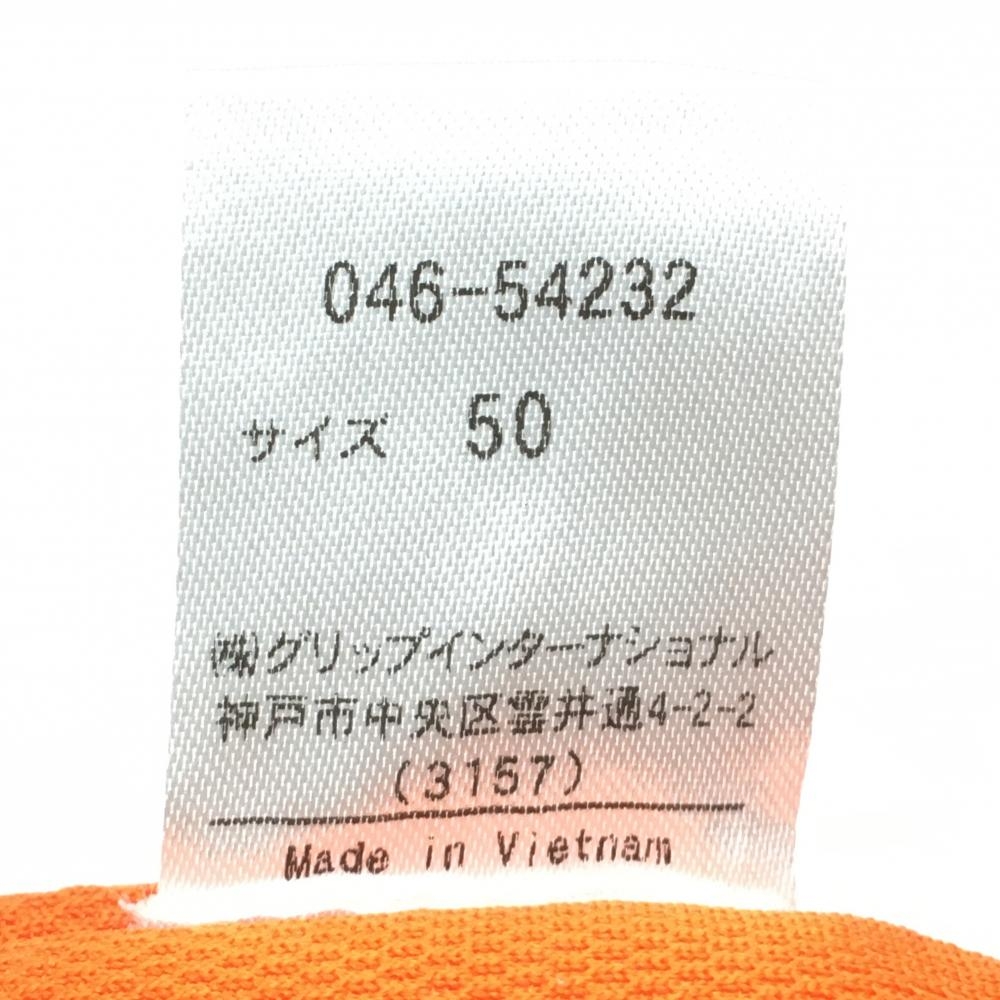 046-54232
サイズ 50
㈱グリップインターナショナル
神戸市中央区雲井通4-2-2
(3157)
Made in Vietnam